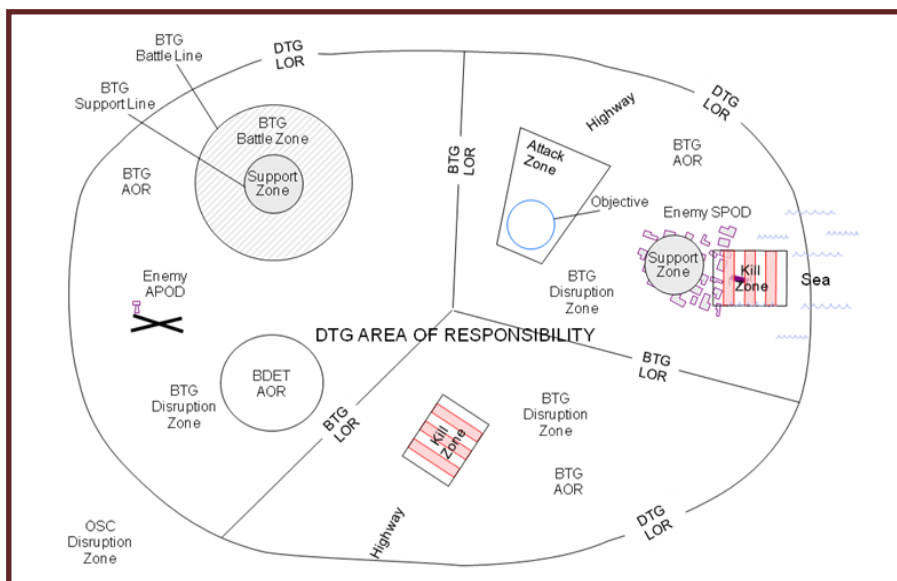 BTG
Battle Line
DTG
LOR
BTG
Support Line
BTG
Battle Zone
Support
Zone
BTG
AOR
Enemy
APOD
BDET
AOR
BTG
Disruption
Zone
OSC
Disruption
Zone
BTG
LOR
BTG
LOR
Highway
DTG
LOR
Attack
Zone
BTG
AOR
Objective
Enemy SPOD
Support
Zone
Kill
Zone
Sea
BTG
Disruption
Zone
DTG AREA OF RESPONSIBILITY
BTG
LOR
BTG
Disruption
Zone
Kill
Zone
BTG
AOR
Highway
DTG
LOR